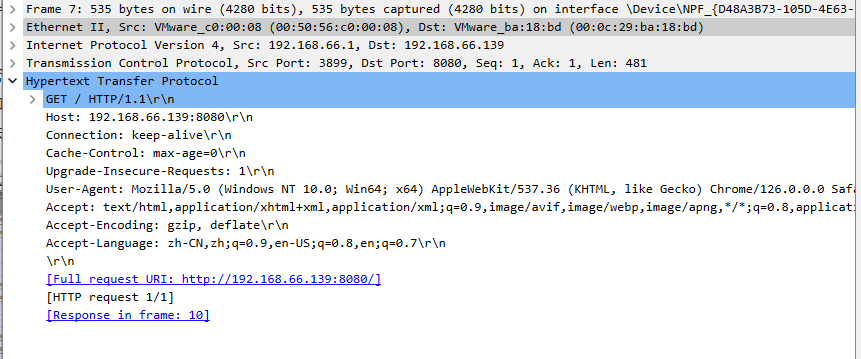 Frame 7: 535 bytes on wire (4280 bits), 535 bytes captured (4280 bits) on interface \Device\NPF_{D48A3B73-105D-4E63-
Ethernet II, Src: VMware_c0:00:08 (00:50:56:c0:00:08), Dst: VMware_ba:18:bd (00:0c:29:ba:18:bd)
Internet Protocol Version 4, Src: 192.168.66.1, Dst: 192.168.66.139
Transmission Control Protocol, Src Port: 3899, Dst Port: 8080, Seq: 1, Ack: 1, Len: 481
Hypertext Transfer Protocol
GET / HTTP/1.1\r\n
Host: 192.168.66.139:8080\r\n
Connection: keep-alive\r\n
Cache-Control: max-age=0\r\n
Upgrade-Insecure-Requests: 1\r\n
User-Agent: Mozilla/5.0 (Windows NT 10.0; Win64; x64) AppleWebKit/537.36 (KHTML, like Gecko) Chrome/126.0.0.0 Safa
Accept: text/html,application/xhtml+xml,application/xml;q=0.9,image/avif,image/webp,image/apng,*/*;q=0.8,applicat
Accept-Encoding: gzip, deflate\r\n
Accept-Language: zh-CN,zh;q=0.9,en-US;q=0.8,en;q=0.7\r\n
\r\n
[Full request URI: http://192.168.66.139:8080/]
[HTTP request 1/1]
[Response in frame: 10]